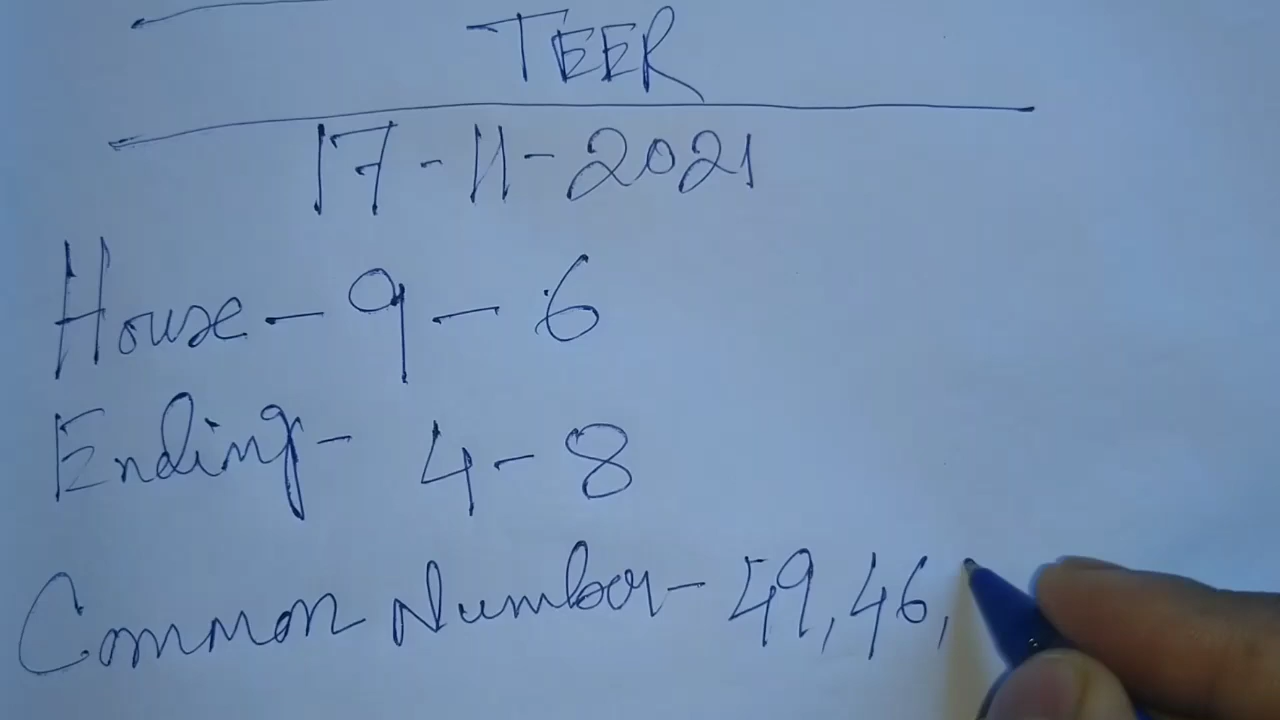 TEER
17-11-2021
House-9-6
Ending-4-8
Common Number-49,46,